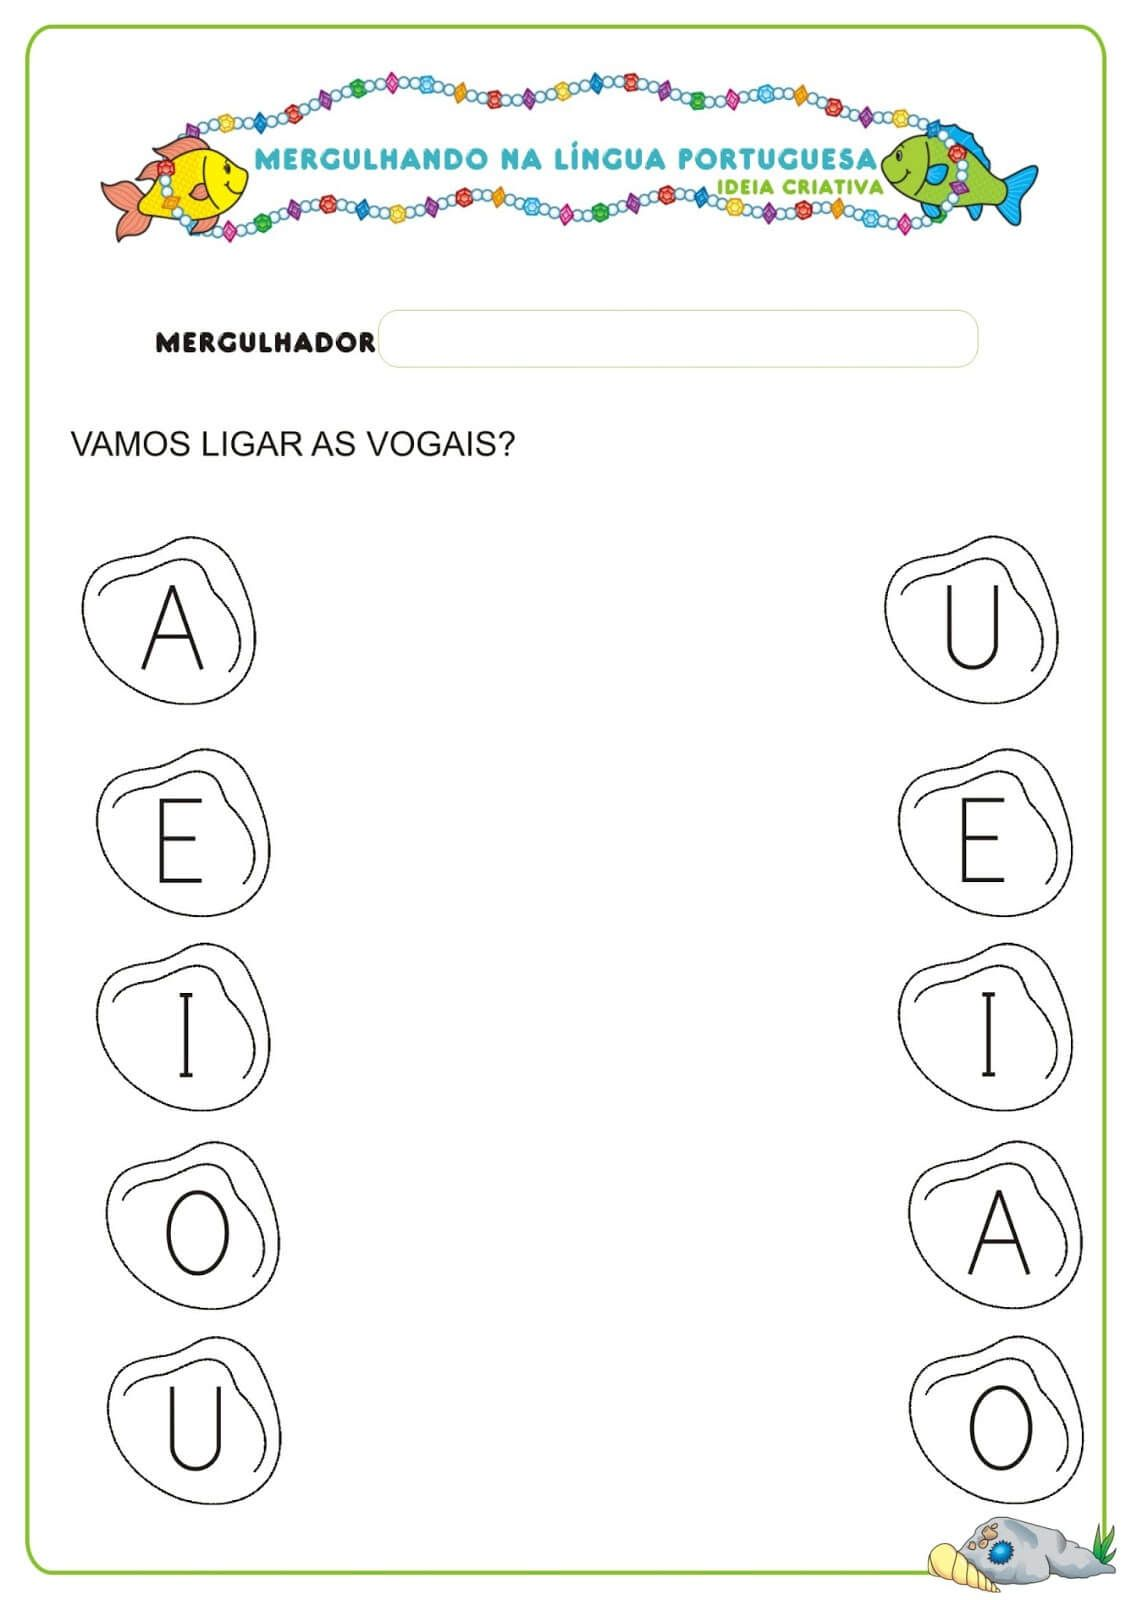 MERGULHANDO NA LÍNGUA PORTUGUESA
IDEIA CRIATIVA
MERGULHADOR
VAMOS LIGAR AS VOGAIS?
A U
E E
I I
O A
U O